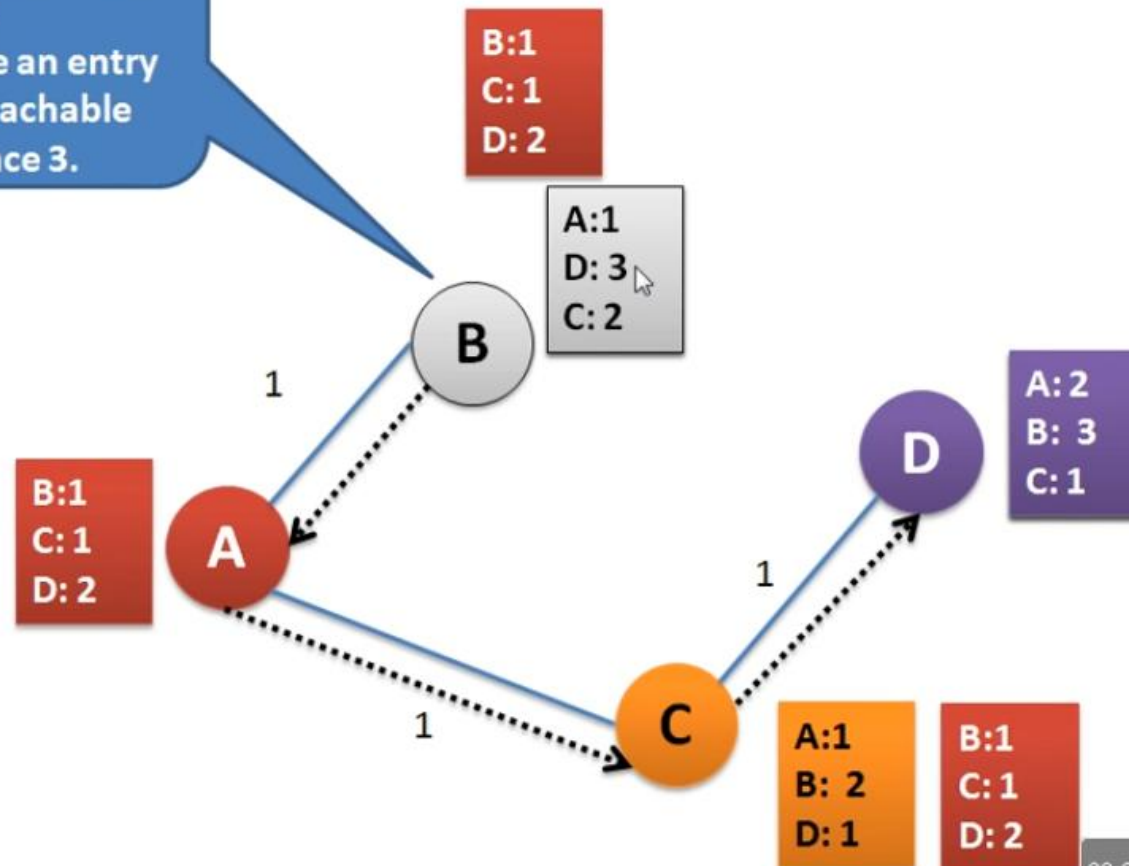 e an entry
achable
ce 3.
B:1
C: 1
D: 2
A:1
D: 3
C: 2
B
1
A: 2
B: 3
C: 1
D
B:1
C: 1
D: 2
A
1
C
1
A:1
B: 2
D: 1
B:1
C: 1
D: 2